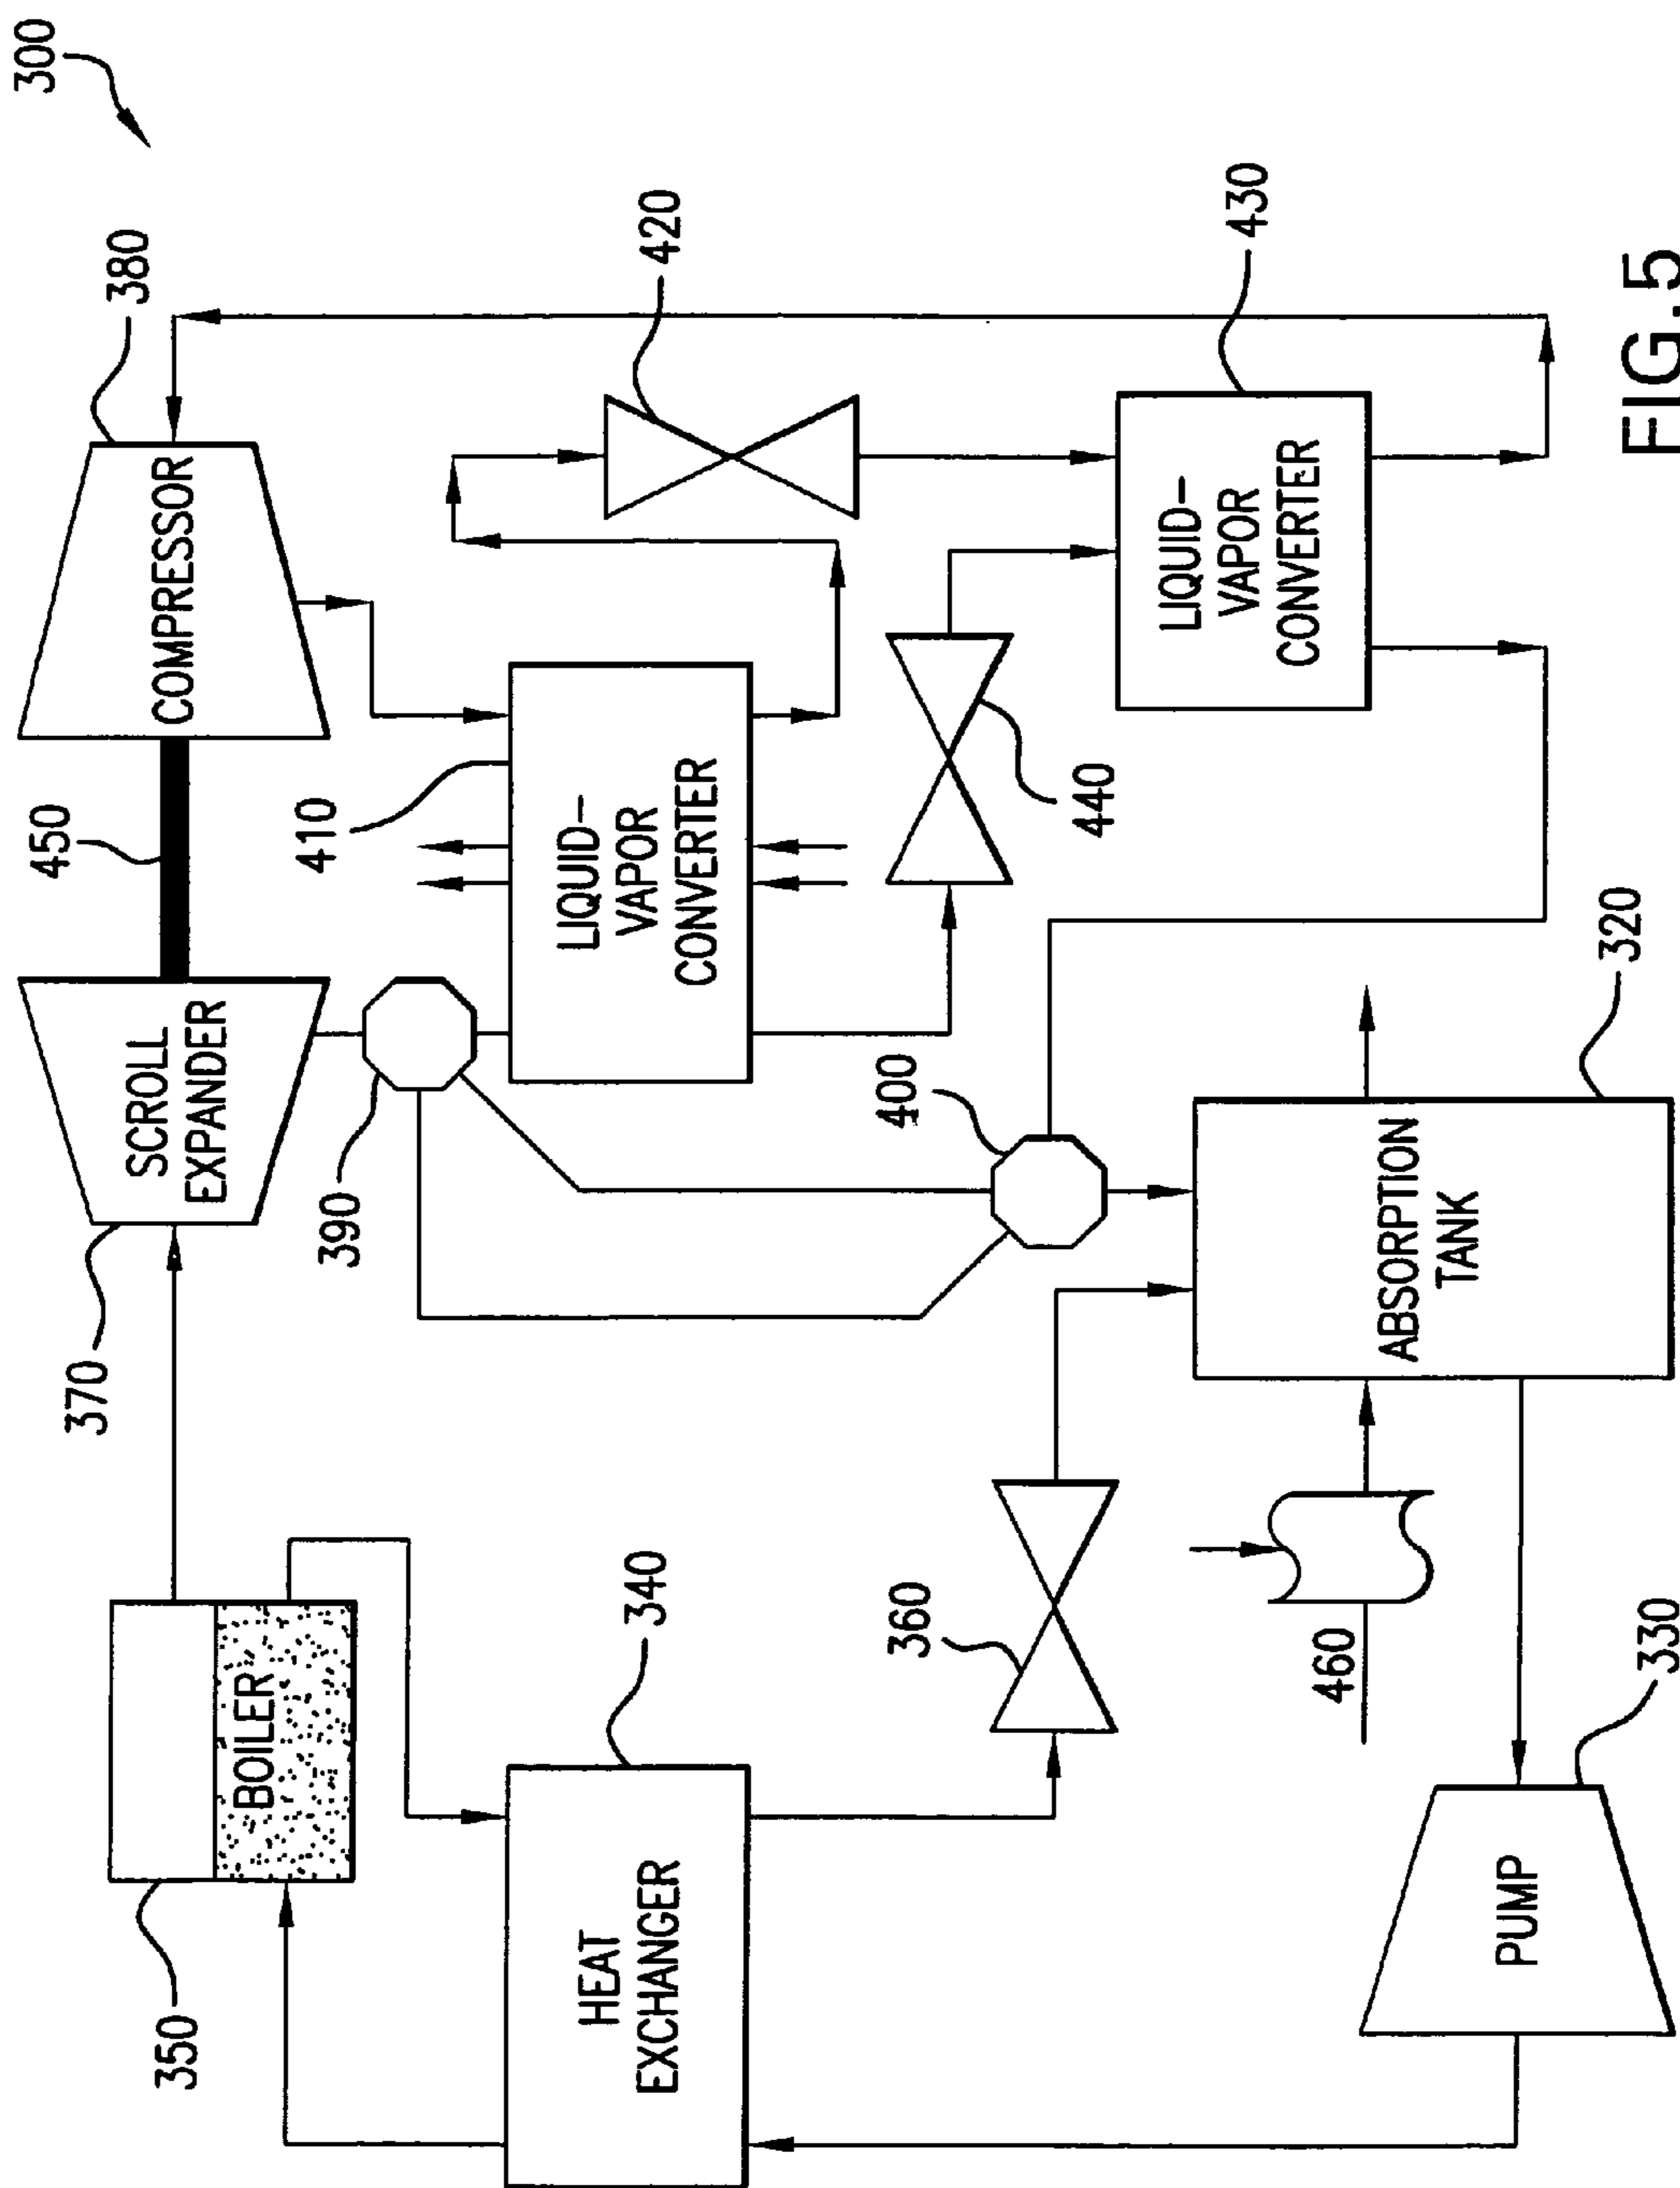 300
350
BOILER
370
SCROLL
EXPANDER
450
COMPRESSOR
380
390
410
LIQUID-
VAPOR
CONVERTER
420
340
HEAT
EXCHANGER
360
400
440
430
LIQUID-
VAPOR
CONVERTER
460
330
PUMP
ABSORPTION
TANK
320
FIG.5